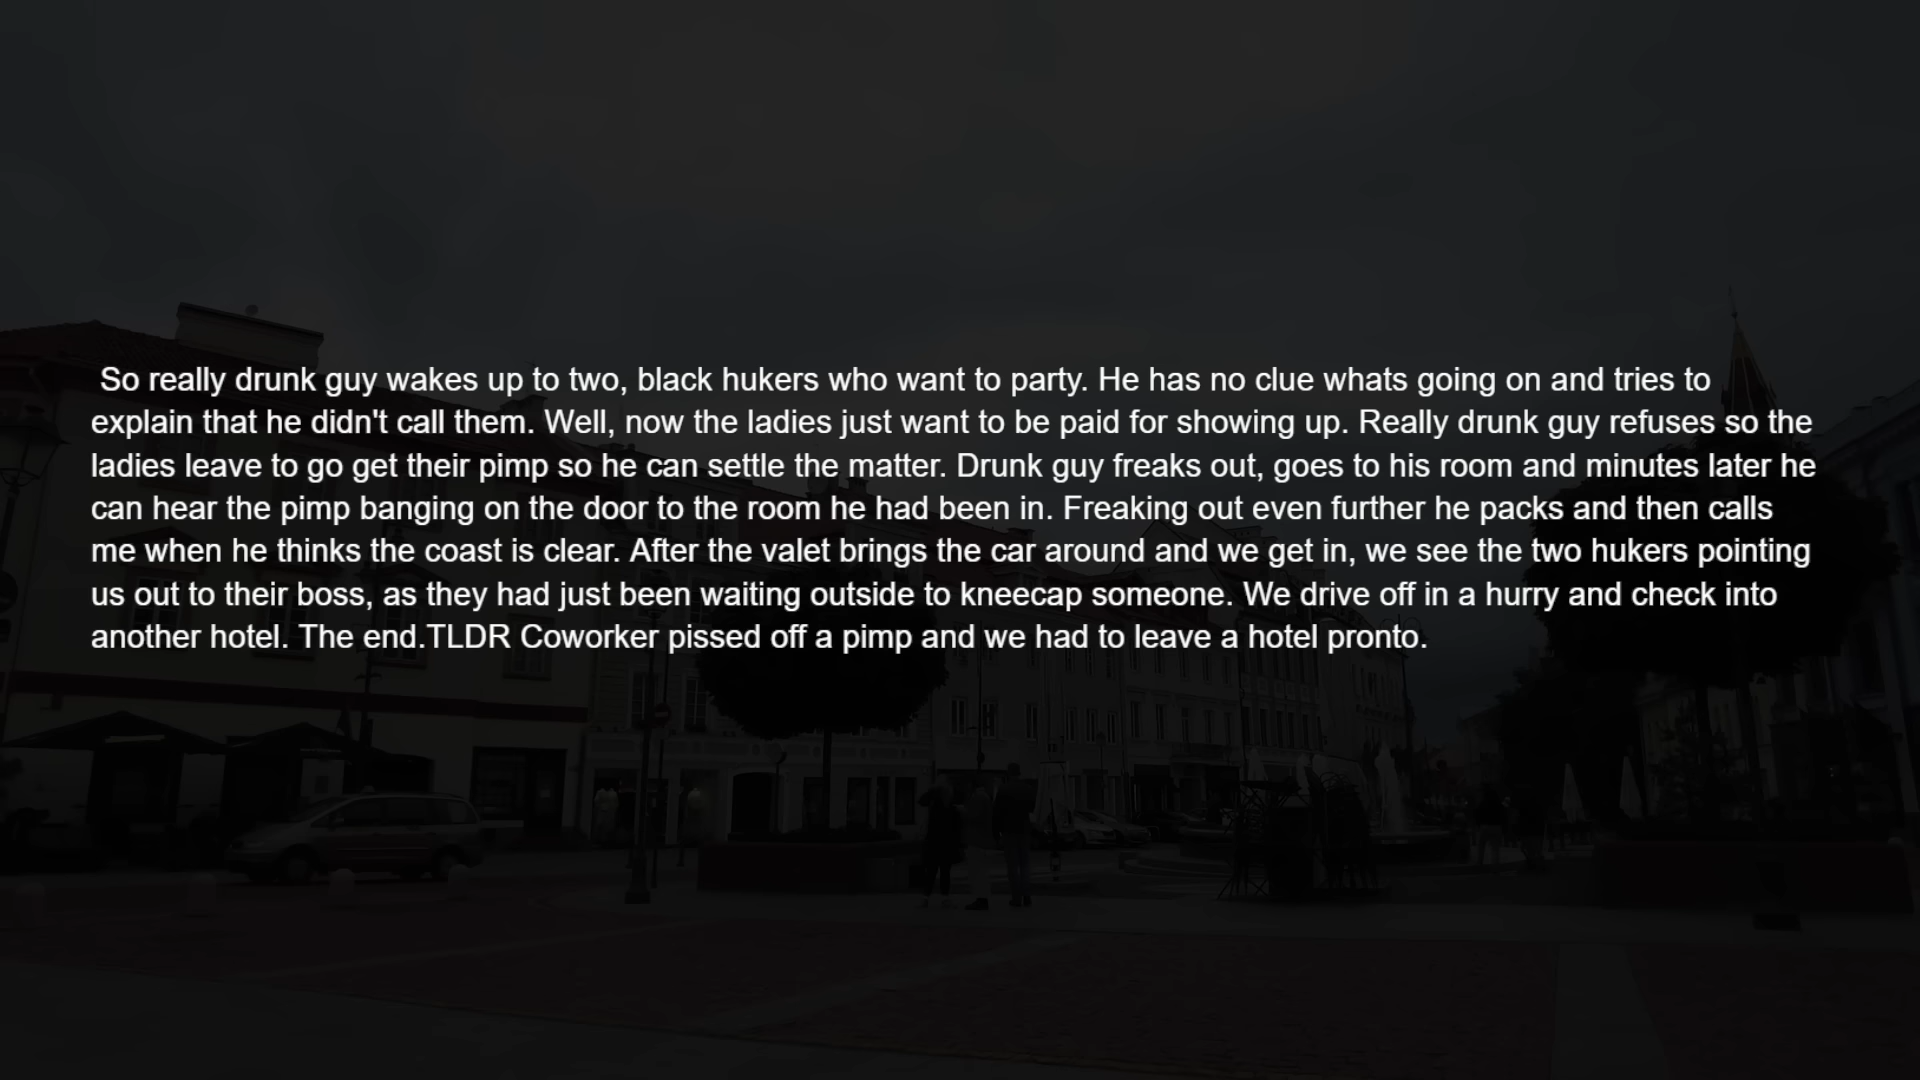 So really drunk guy wakes up to two, black hukers who want to party. He has no clue whats going on and tries to
explain that he didn't call them. Well, now the ladies just want to be paid for showing up. Really drunk guy refuses so the
ladies leave to go get their pimp so he can settle the matter. Drunk guy freaks out, goes to his room and minutes later he
can hear the pimp banging on the door to the room he had been in. Freaking out even further he packs and then calls
me when he thinks the coast is clear. After the valet brings the car around and we get in, we see the two hukers pointing
us out to their boss, as they had just been waiting outside to kneecap someone. We drive off in a hurry and check into
another hotel. The end.TLDR Coworker pissed off a pimp and we had to leave a hotel pronto.